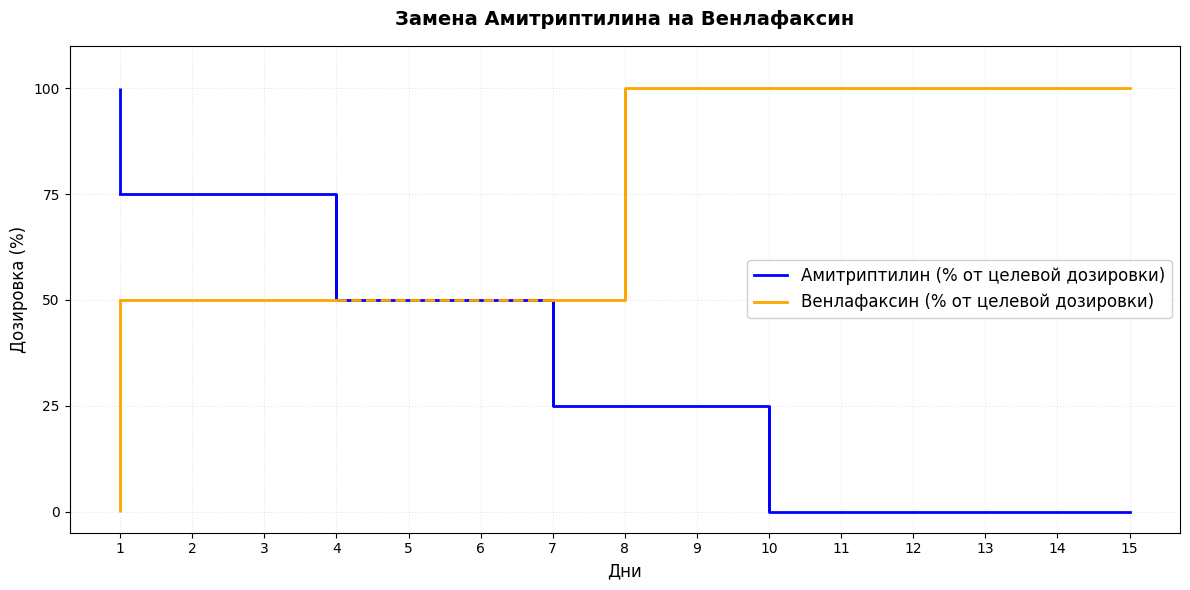 Замена Амитриптилина на Венлафаксин
Дозировка (%)
100
75
50
25
0
Амитриптилин (% от целевой дозировки)
Венлафаксин (% от целевой дозировки)
1 2 3 4 5 6 7 8 9 10 11 12 13 14 15
Дни